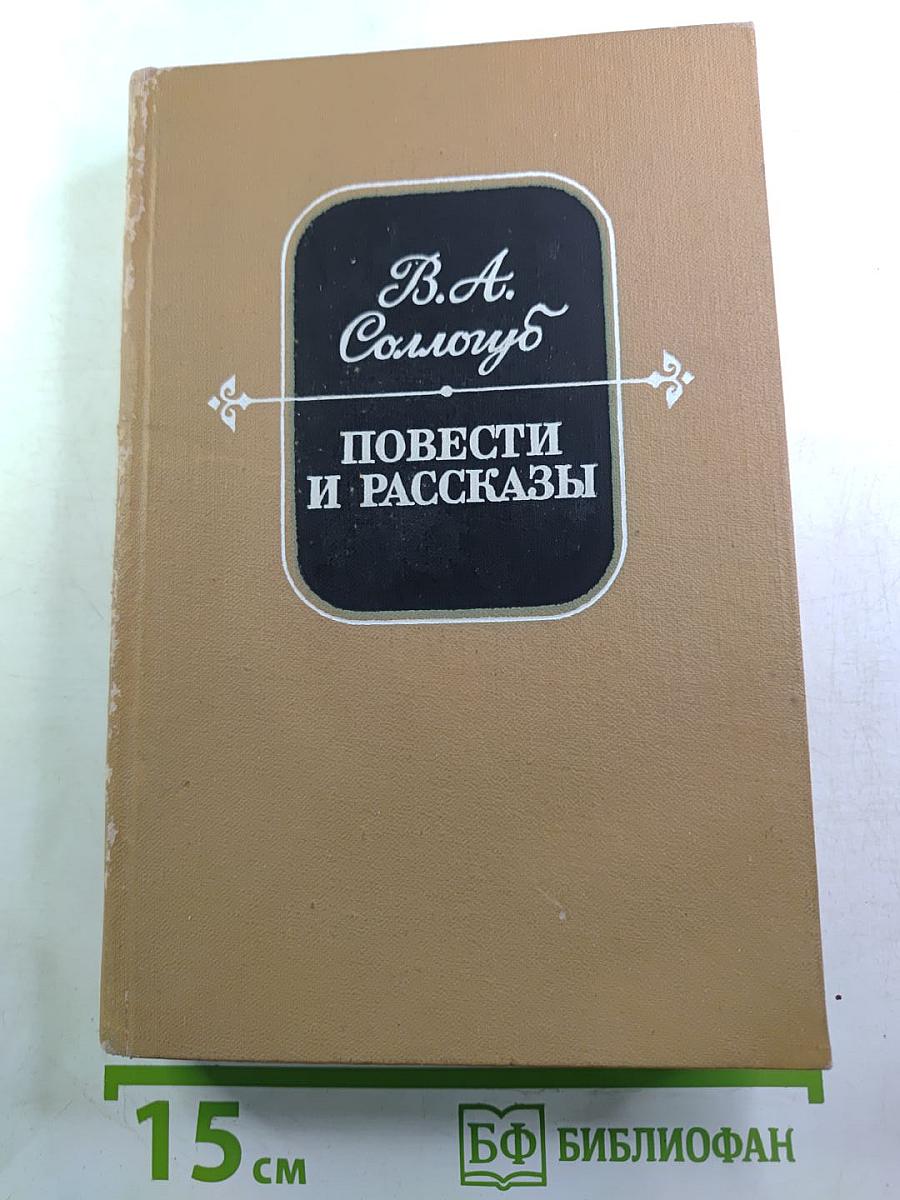 В.А.
Соллогуб
ПОВЕСТИ
И РАССКАЗЫ
15 см
БФ БИБЛИОФАН